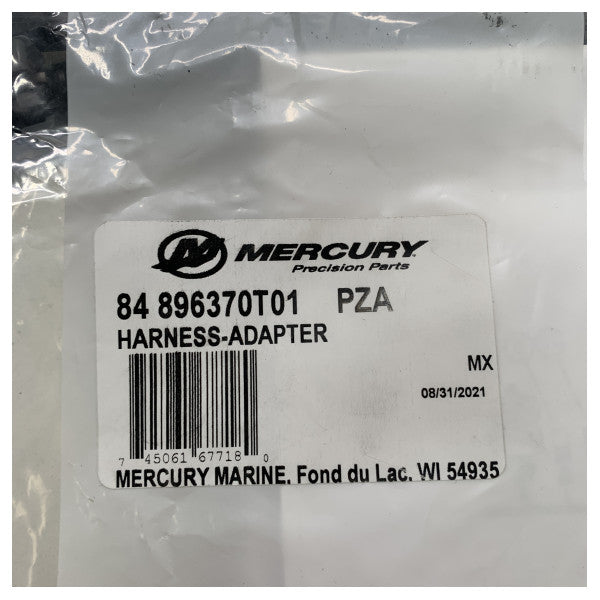 MERCURY
Precision Parts
84 896370T01 PZA
HARNESS-ADAPTER
MX
08/31/2021
7 45061 67718 0
MERCURY MARINE, Fond du Lac, WI 54935